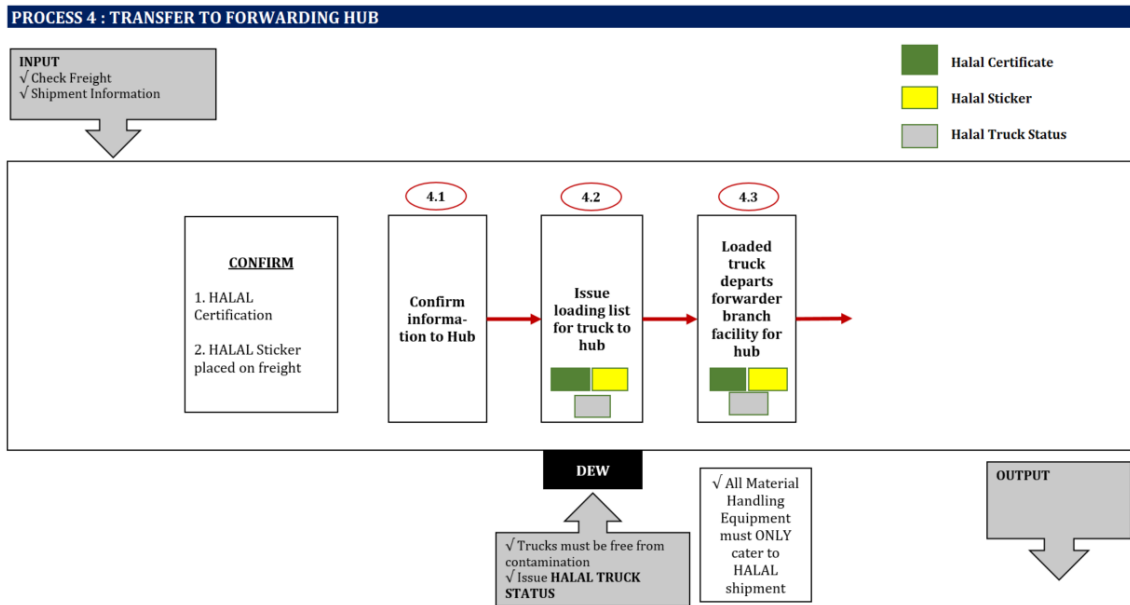 PROCESS 4 : TRANSFER TO FORWARDING HUB
INPUT
√ Check Freight
√ Shipment Information
Halal Certificate
Halal Sticker
Halal Truck Status
CONFIRM
1. HALAL
Certification
2. HALAL Sticker
placed on freight
4.1
Confirm
informa-
tion to Hub
4.2
Issue
loading list
for truck to
hub
4.3
Loaded
truck
departs
forwarder
branch
facility for
hub
DEW
√ Trucks must be free from
contamination
√ Issue HALAL TRUCK
STATUS
√ All Material
Handling
Equipment
must ONLY
cater to
HALAL
shipment
OUTPUT